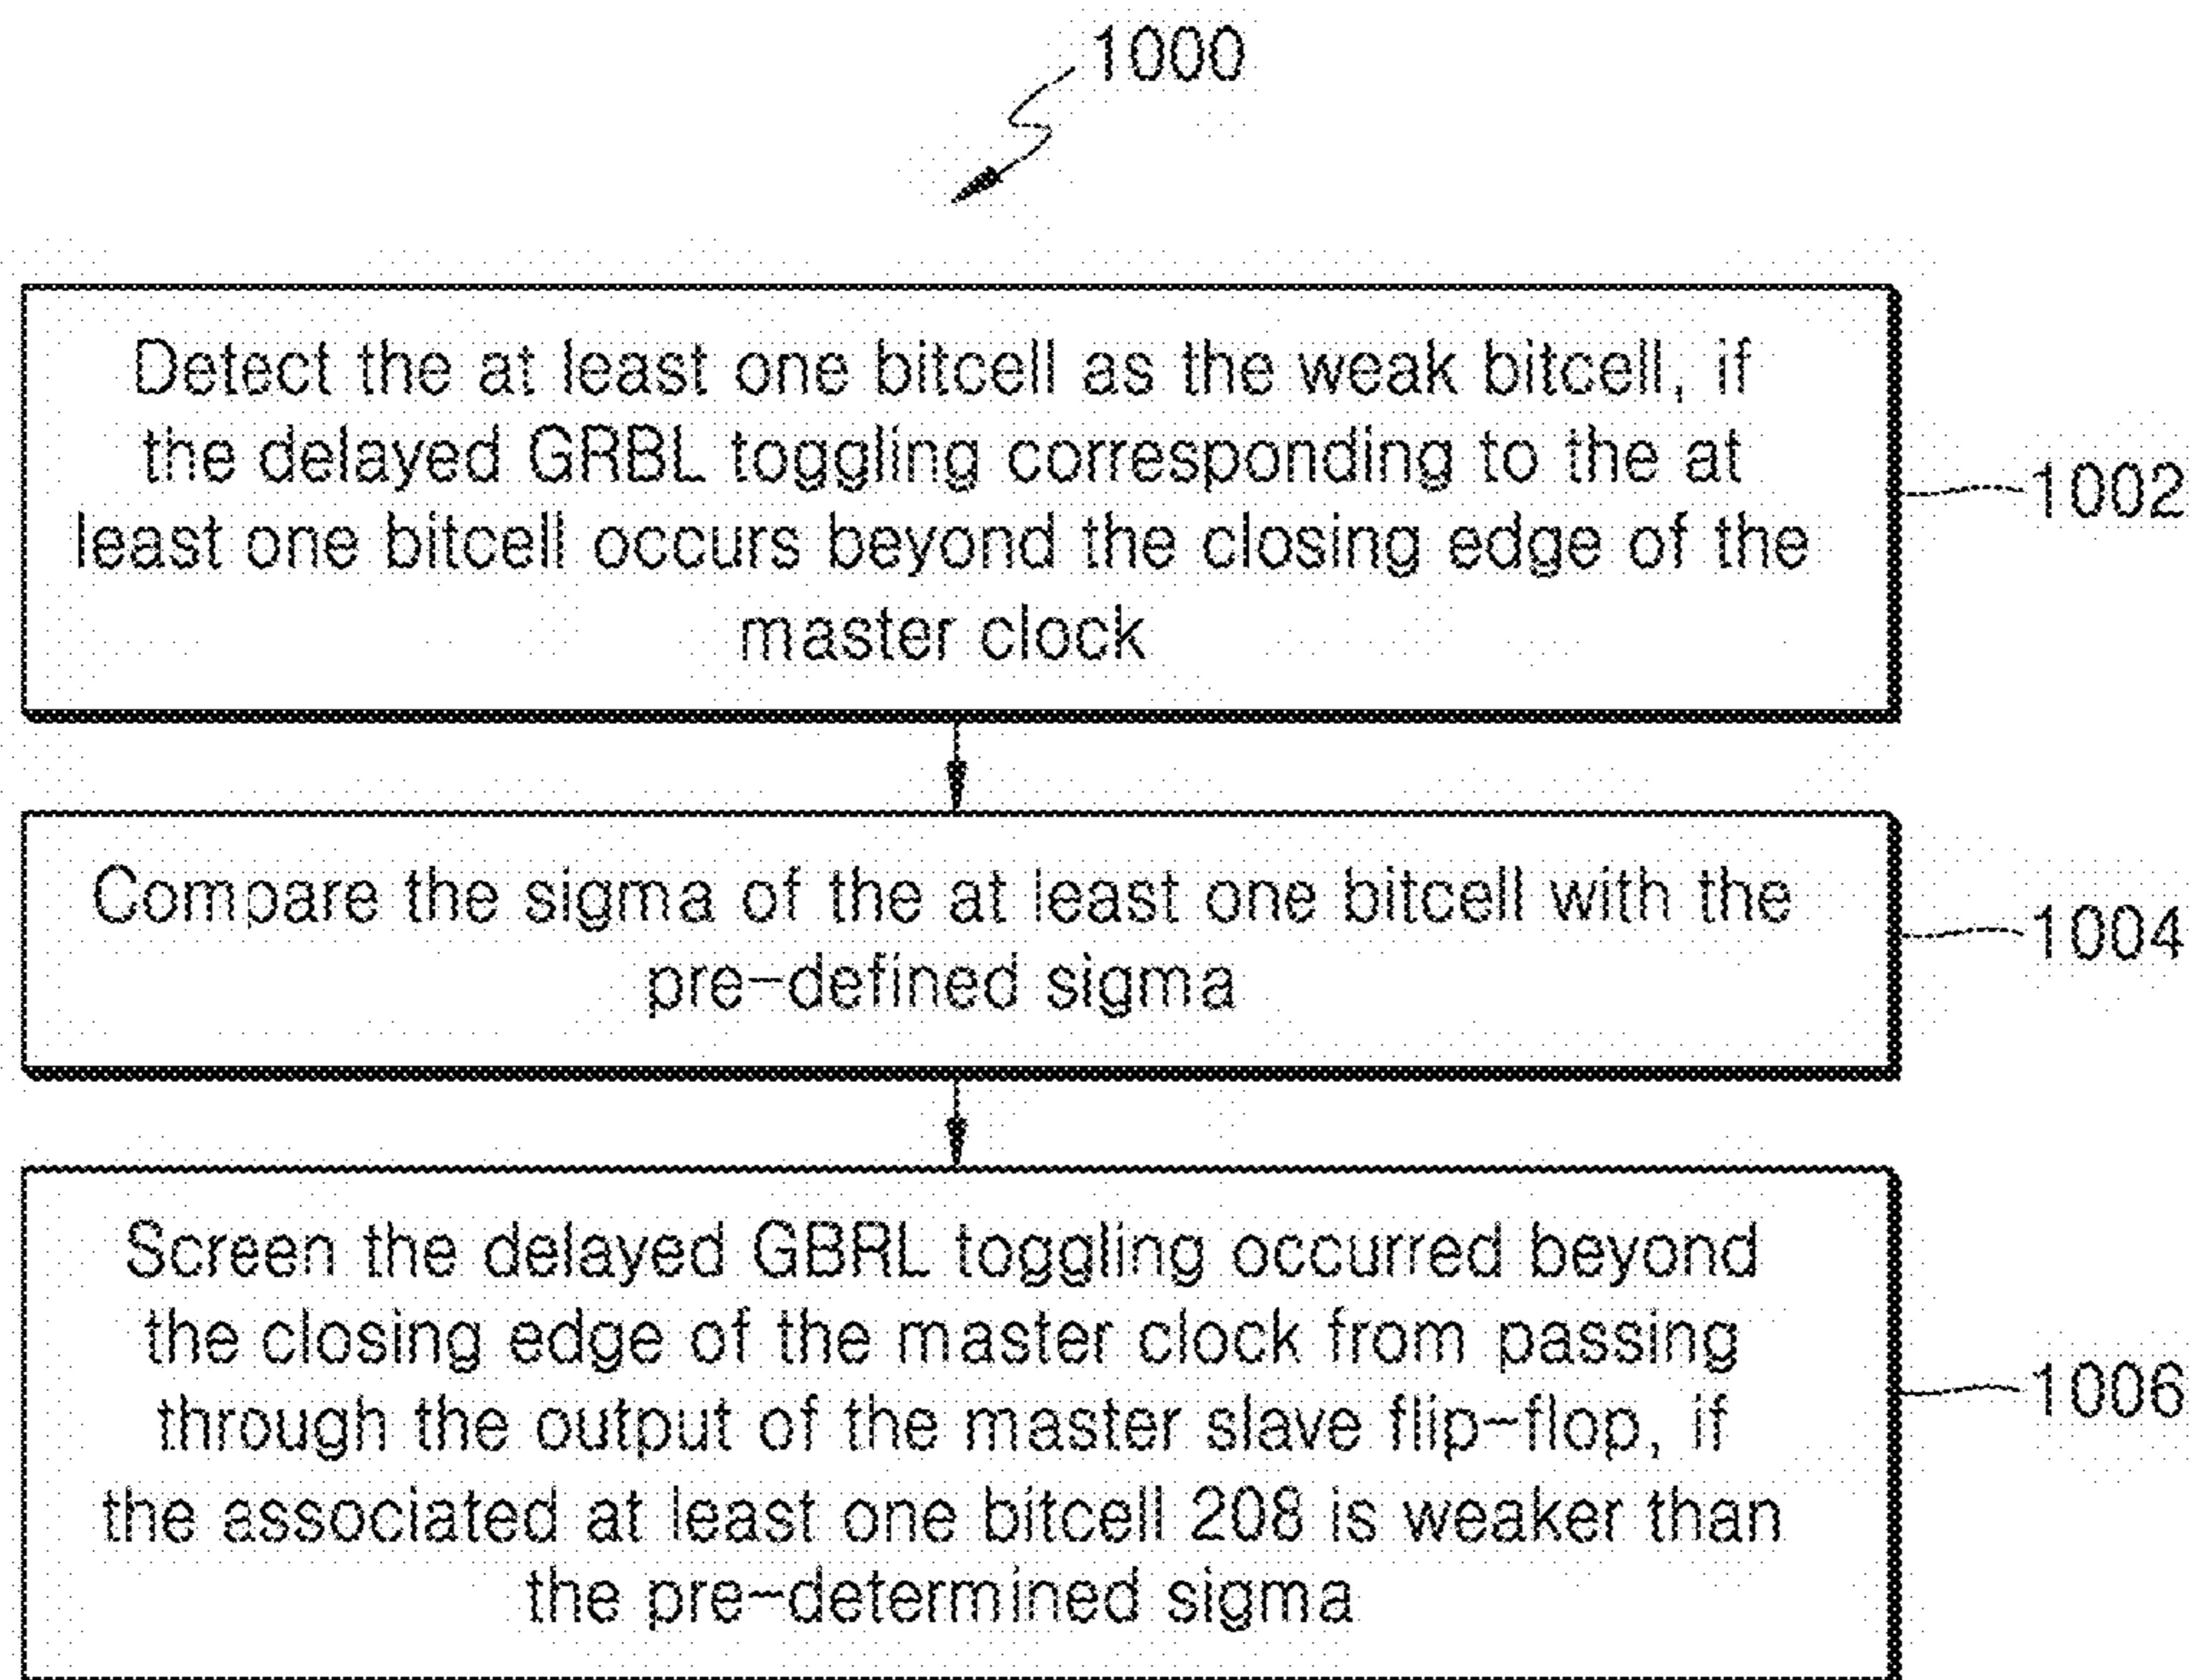 1000
Detect the at least one bitcell as the weak bitcell, if
the delayed GRBL toggling corresponding to the at
least one bitcell occurs beyond the closing edge of the
master clock
1002
Compare the sigma of the at least one bitcell with the
pre-defined sigma
1004
Screen the delayed GBRL toggling occurred beyond
the closing edge of the master clock from passing
through the output of the master slave flip-flop, if
the associated at least one bitcell 208 is weaker than
the pre-determined sigma
1006